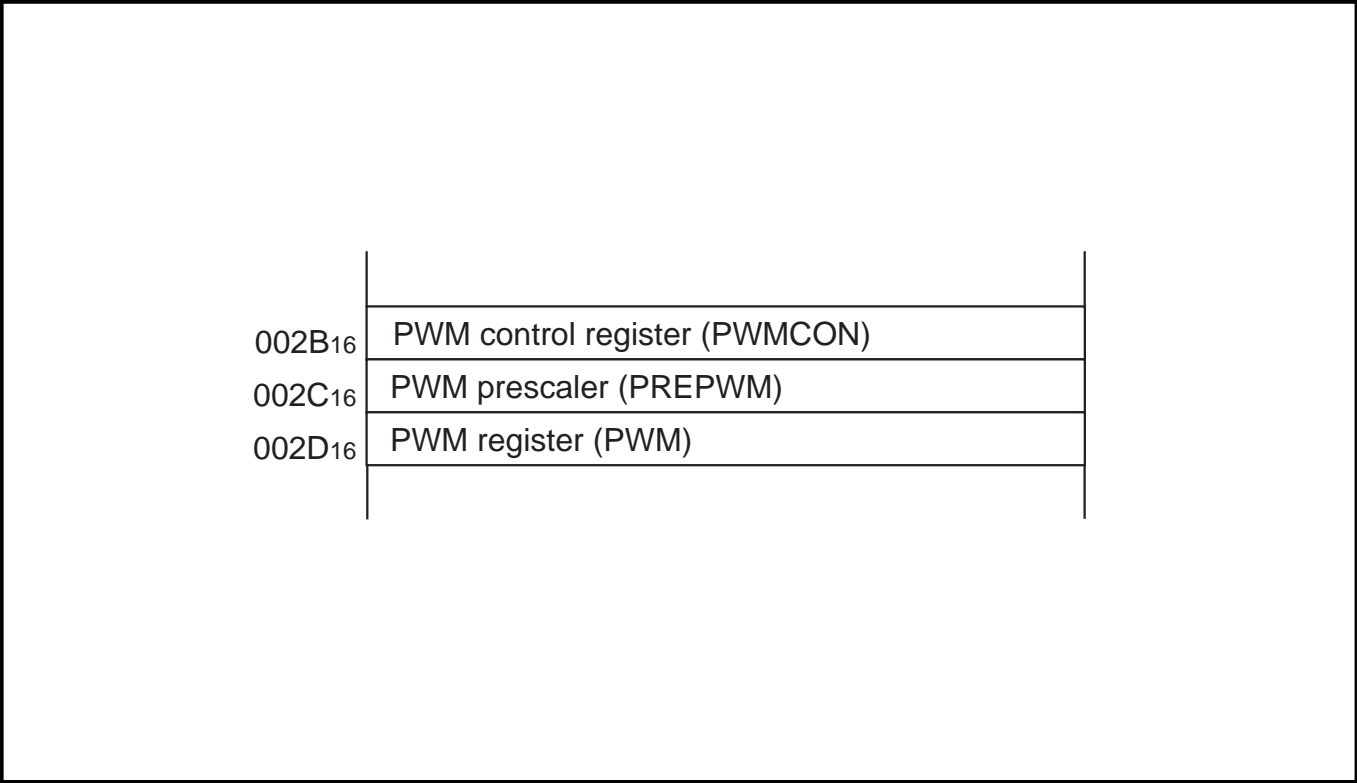 002B16 PWM control register (PWMCON)
002C16 PWM prescaler (PREPWM)
002D16 PWM register (PWM)